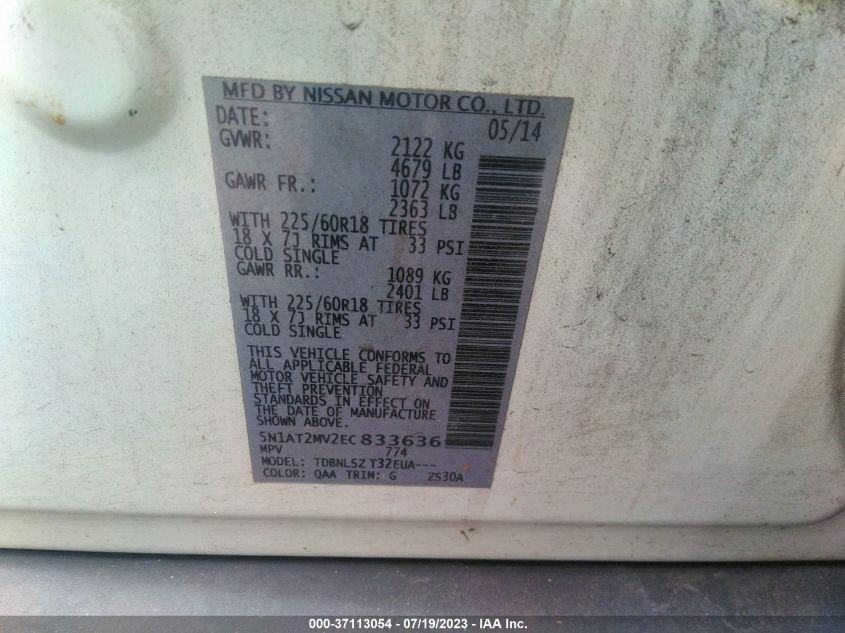 MFD BY NISSAN MOTOR CO., LTD.
DATE: 05/14
GVWR: 2122 KG
4679 LB
GAWR FR.: 1072 KG
2363 LB
WITH 225/60R18 TIRES
18 X 7J RIMS AT 33 PSI
COLD SINGLE
GAWR RR.: 1089 KG
2401 LB
WITH 225/60R18 TIRES
18 X 7J RIMS AT 33 PSI
COLD SINGLE
THIS VEHICLE CONFORMS TO
ALL APPLICABLE FEDERAL
MOTOR VEHICLE SAFETY AND
THEFT PREVENTION
STANDARDS IN EFFECT ON
THE DATE OF MANUFACTURE
SHOWN ABOVE.
5N1AT2MV2EC 833636
MPV 774
MODEL: TDBNLSZ T32EUA---
COLOR: QAA TRIM: G 2S30A
000-37113054 - 07/19/2023 - IAA Inc.